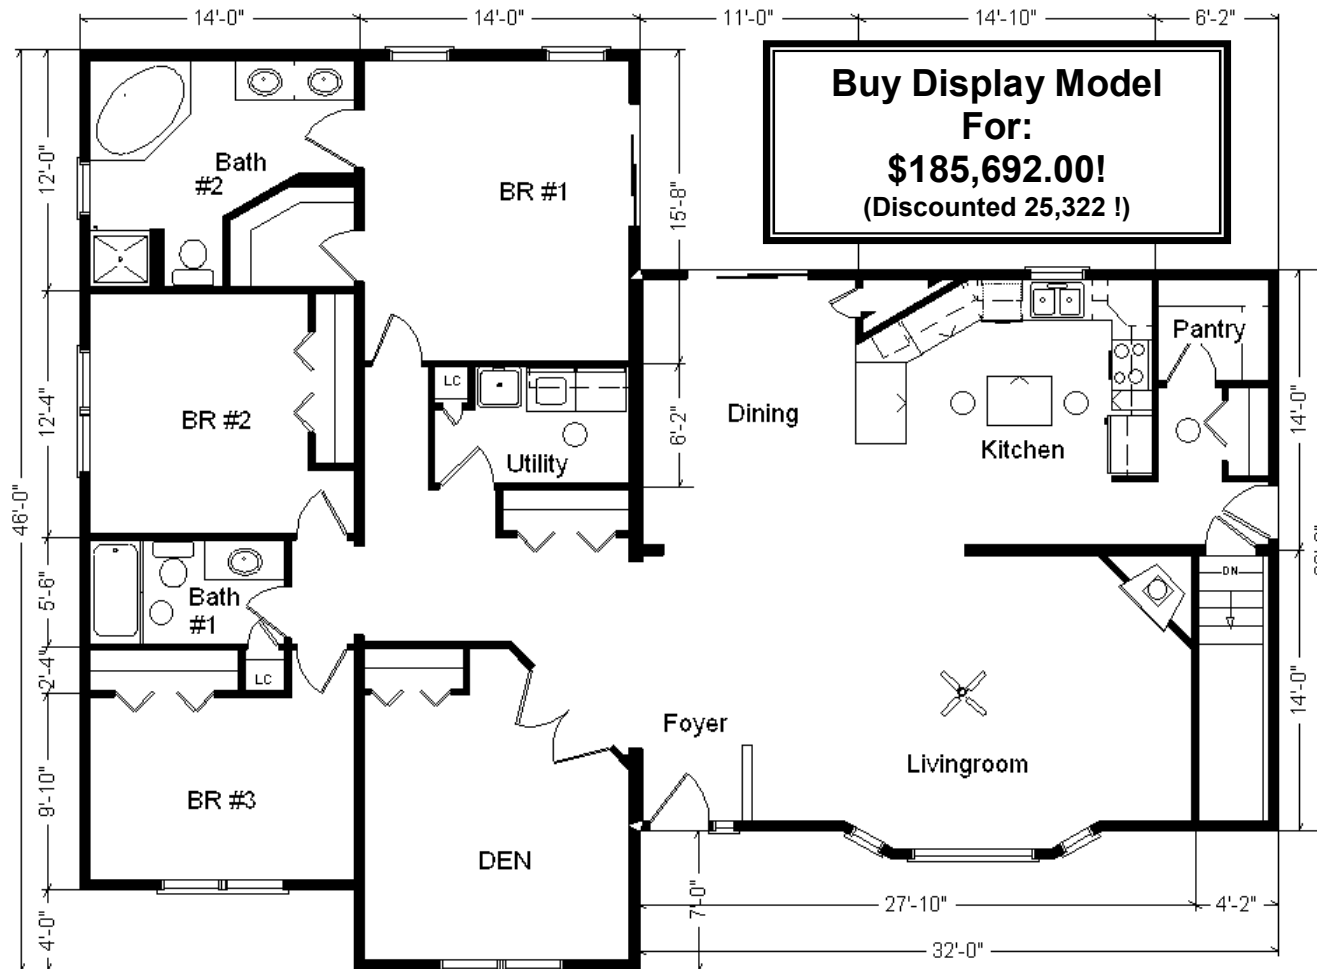 14'-0"
14'-0"
11'-0"
14'-10"
6'-2"
Buy Display Model
For:
$185,692.00!
(Discounted 25,322 !)
12'-0"
Bath
#2
BR #1
15'-8"
Pantry
LC
12'-4"
BR #2
Dining
6'-2"
14'-0"
Utility
Kitchen
46'-0"
5'-6"
Bath
#1
DN
2'-4"
LC
14'-0"
Foyer
Livingroom
9'-10"
BR #3
DEN
7'-0"
27'-10"
4'-2"
4'-0"
32'-0"